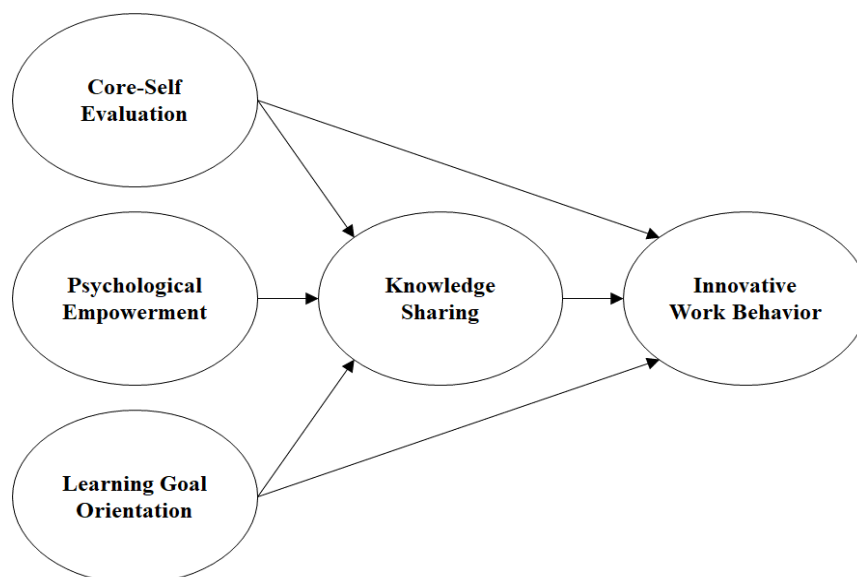 Core-Self
Evaluation
Psychological
Empowerment
Knowledge
Sharing
Innovative
Work Behavior
Learning Goal
Orientation